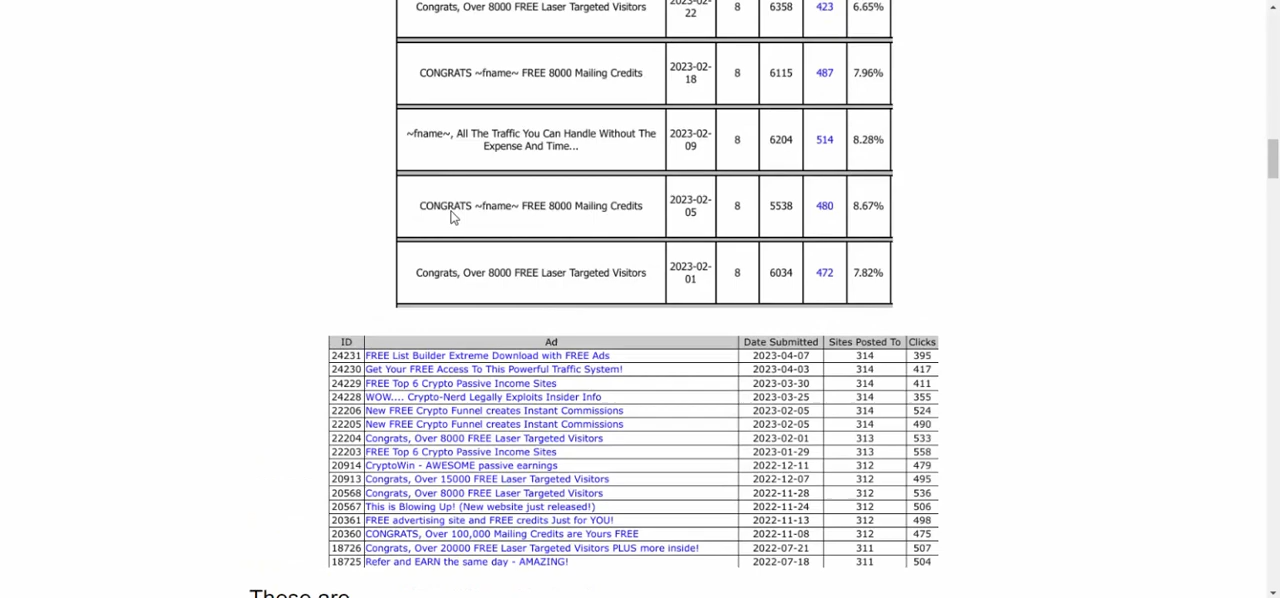 Congrats, Over 8000 FREE Laser Targeted Visitors 2023-02-22 8 6358 423 6.65%
CONGRATS ~fname~ FREE 8000 Mailing Credits 2023-02-18 8 6115 487 7.96%
~fname~, All The Traffic You Can Handle Without The Expense And Time... 2023-02-09 8 6204 514 8.28%
CONGRATS ~fname~ FREE 8000 Mailing Credits 2023-02-05 8 5538 480 8.67%
Congrats, Over 8000 FREE Laser Targeted Visitors 2023-02-01 8 6034 472 7.82%
ID Ad Date Submitted Sites Posted To Clicks
24231 FREE List Builder Extreme Download with FREE Ads 2023-04-07 314 395
24230 Get Your FREE Access To This Powerful Traffic System! 2023-04-03 314 417
24229 FREE Top 6 Crypto Passive Income Sites 2023-03-30 314 411
24228 WOW.... Crypto-Nerd Legally Exploits Insider Info 2023-03-25 314 355
22206 New FREE Crypto Funnel creates Instant Commissions 2023-02-05 314 524
22205 New FREE Crypto Funnel creates Instant Commissions 2023-02-05 314 490
22204 Congrats, Over 8000 FREE Laser Targeted Visitors 2023-02-01 313 533
22203 FREE Top 6 Crypto Passive Income Sites 2023-01-29 313 558
20914 CryptoWin - AWESOME passive earnings 2022-12-11 312 479
20913 Congrats, Over 15000 FREE Laser Targeted Visitors 2022-12-07 312 495
20568 Congrats, Over 8000 FREE Laser Targeted Visitors 2022-11-28 312 536
20567 This is Blowing Up! (New website just released!) 2022-11-24 312 506
20361 FREE advertising site and FREE credits Just for YOU! 2022-11-13 312 498
20360 CONGRATS, Over 100,000 Mailing Credits are Yours FREE 2022-11-08 312 475
18726 Congrats, Over 20000 FREE Laser Targeted Visitors PLUS more inside! 2022-07-21 311 507
18725 Refer and EARN the same day - AMAZING! 2022-07-18 311 504
These are